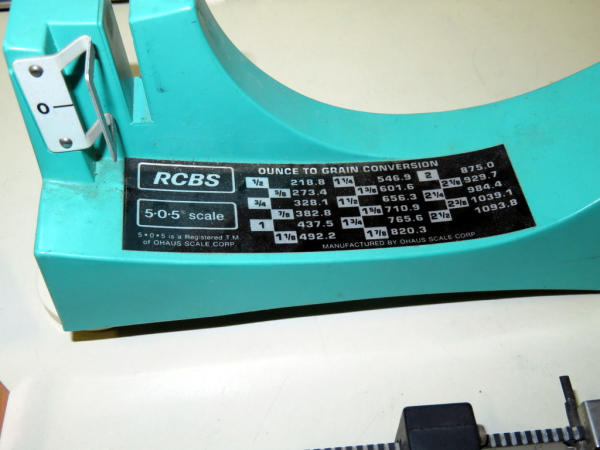 0
RCBS
5·0·5 scale
5•0•5 is a Registered T.M.
of OHAUS SCALE CORP.
OUNCE TO GRAIN CONVERSION
1/2 218.8 1 1/4 546.9 2 875.0
5/8 273.4 1 3/8 601.6 2 1/8 929.7
3/4 328.1 1 1/2 656.3 2 1/4 984.4
7/8 382.8 1 5/8 710.9 2 3/8 1039.1
1 437.5 1 3/4 765.6 2 1/2 1093.8
1 1/8 492.2 1 7/8 820.3
MANUFACTURED BY OHAUS SCALE CORP